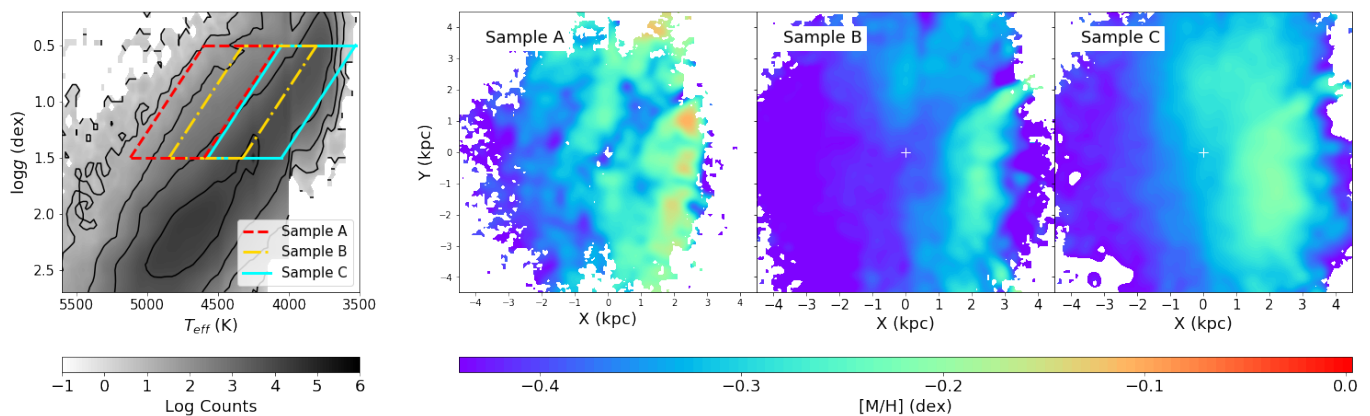 0.5
1.0
1.5
2.0
2.5
logg (dex)
5500 5000 4500 4000 3500
T_eff (K)
Sample A
Sample B
Sample C
−1 0 1 2 3 4 5 6
Log Counts
Sample A
Sample B
Sample C
4
3
2
1
0
−1
−2
−3
−4
Y (kpc)
−4 −3 −2 −1 0 1 2 3
X (kpc)
−4 −3 −2 −1 0 1 2 3 4
X (kpc)
−4 −3 −2 −1 0 1 2 3 4
X (kpc)
−0.4 −0.3 −0.2 −0.1 0.0
[M/H] (dex)